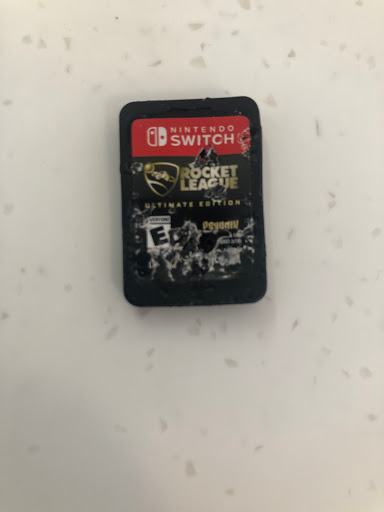 NINTENDO
SWITCH
ROCKET
LEAGUE
ULTIMATE EDITION
EVERYONE
E
PSYONIX